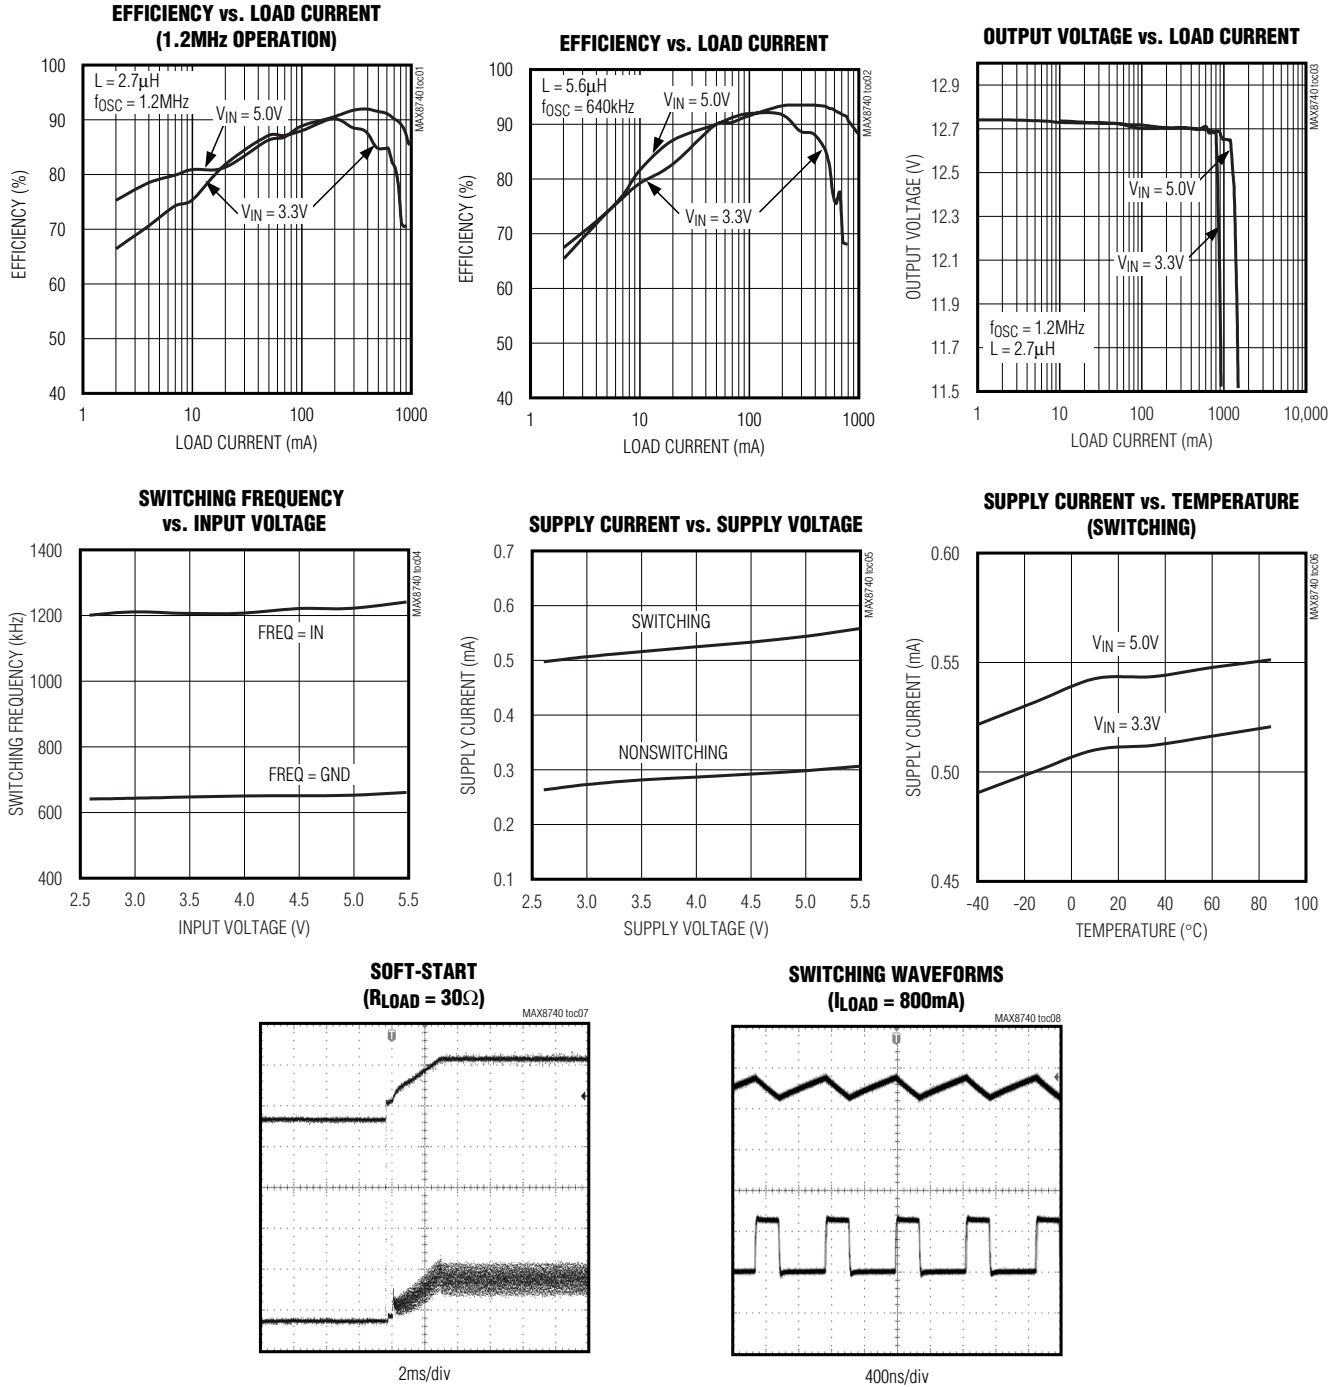 EFFICIENCY vs. LOAD CURRENT
(1.2MHz OPERATION)
MAX8740 toc01
L = 2.7μH
fOSC = 1.2MHz
VIN = 5.0V
VIN = 3.3V
EFFICIENCY (%)
100
90
80
70
60
50
40
1 10 100 1000
LOAD CURRENT (mA)
EFFICIENCY vs. LOAD CURRENT
MAX8740 toc02
L = 5.6μH
fOSC = 640kHz
VIN = 5.0V
VIN = 3.3V
EFFICIENCY (%)
100
90
80
70
60
50
40
1 10 100 1000
LOAD CURRENT (mA)
OUTPUT VOLTAGE vs. LOAD CURRENT
MAX8740 toc03
VIN = 5.0V
VIN = 3.3V
fOSC = 1.2MHz
L = 2.7μH
OUTPUT VOLTAGE (V)
12.9
12.7
12.5
12.3
12.1
11.9
11.7
11.5
1 10 100 1000 10,000
LOAD CURRENT (mA)
SWITCHING FREQUENCY
vs. INPUT VOLTAGE
MAX8740 toc04
FREQ = IN
FREQ = GND
SWITCHING FREQUENCY (kHz)
1400
1200
1000
800
600
400
2.5 3.0 3.5 4.0 4.5 5.0 5.5
INPUT VOLTAGE (V)
SUPPLY CURRENT vs. SUPPLY VOLTAGE
MAX8740 toc05
SWITCHING
NONSWITCHING
SUPPLY CURRENT (mA)
0.7
0.6
0.5
0.4
0.3
0.2
0.1
2.5 3.0 3.5 4.0 4.5 5.0 5.5
SUPPLY VOLTAGE (V)
SUPPLY CURRENT vs. TEMPERATURE
(SWITCHING)
MAX8740 toc06
VIN = 5.0V
VIN = 3.3V
SUPPLY CURRENT (mA)
0.60
0.55
0.50
0.45
-40 -20 0 20 40 60 80 100
TEMPERATURE (°C)
SOFT-START
(RLOAD = 30Ω)
MAX8740 toc07
T
2ms/div
SWITCHING WAVEFORMS
(ILOAD = 800mA)
MAX8740 toc08
T
400ns/div